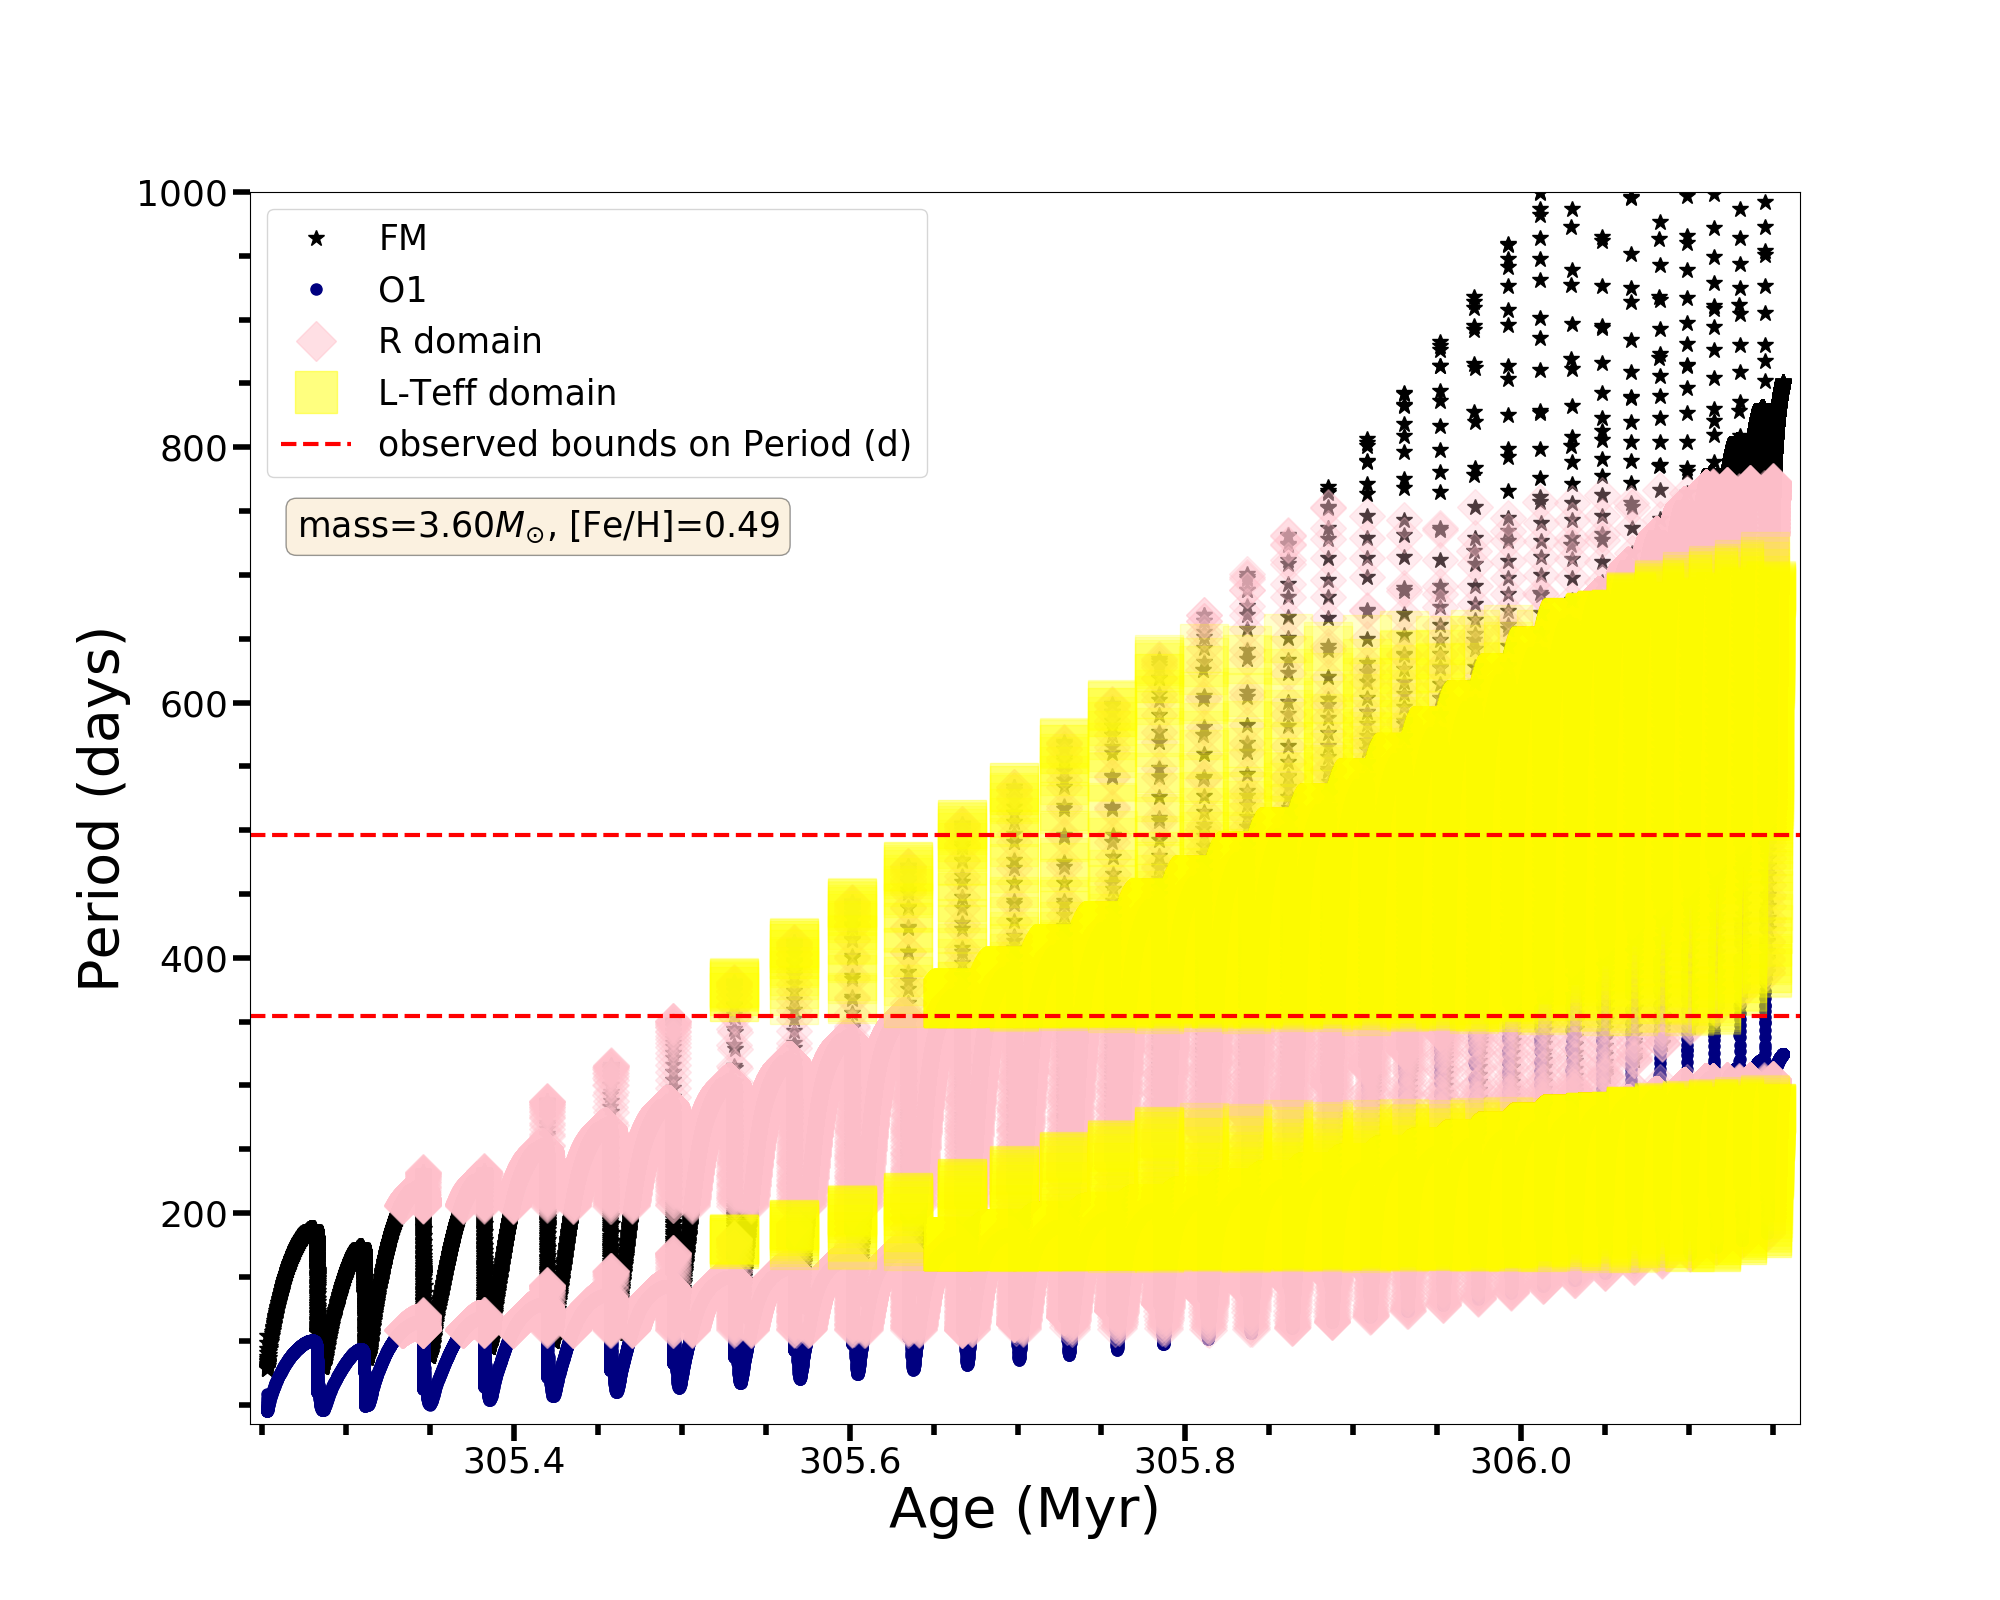 1000
800
600
400
200
Period (days)
FM
O1
R domain
L-Teff domain
observed bounds on Period (d)
mass=3.60M⊙, [Fe/H]=0.49
305.4
305.6
305.8
306.0
Age (Myr)